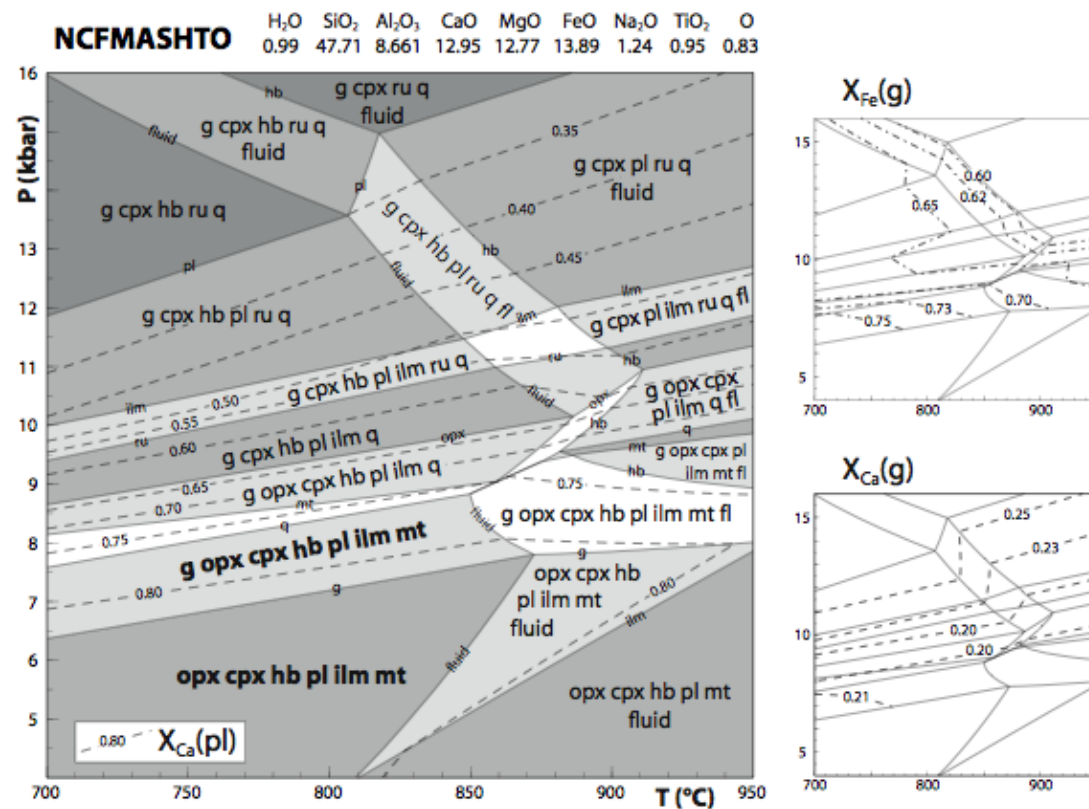 NCFMASHTO
H₂O SiO₂ Al₂O₃ CaO MgO FeO Na₂O TiO₂ O
0.99 47.71 8.661 12.95 12.77 13.89 1.24 0.95 0.83
P (kbar)
16
14
13
12
11
10
9
8
7
6
5
700
750
800
850
900
950
T (°C)
hb
g cpx ru q
fluid
fluid
g cpx hb ru q
fluid
0.35
g cpx pl ru q
fluid
pl
g cpx hb ru q
0.40
g cpx hb pl ru q fl
hb
pl
fluid
0.45
ilm
ilm
g cpx hb pl ru q
g cpx pl ilm ru q fl
ru
hb
g cpx hb pl ilm ru q
ilm
0.50
0.55
fluid
opx
hb
g opx cpx
pl ilm q fl
ru
0.60
g cpx hb pl ilm q
opx
q
mt
g opx cpx pl
ilm mt fl
hb
0.65
0.70
g opx cpx hb pl ilm q
0.75
mt
q
0.75
g opx cpx hb pl ilm mt fl
fluid
g opx cpx hb pl ilm mt
g
0.80
g
opx cpx hb
pl ilm mt
fluid
0.80
ilm
fluid
opx cpx hb pl ilm mt
opx cpx hb pl mt
fluid
0.80
X Ca(pl)
X Fe(g)
15
10
5
700
800
900
0.60
0.62
0.65
0.70
0.73
0.75
X Ca(g)
15
10
5
700
800
900
0.25
0.23
0.20
0.20
0.21